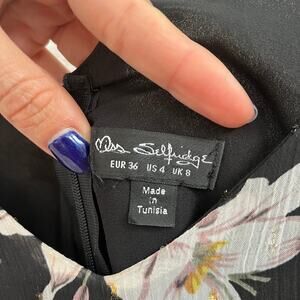 Miss Selfridge
EUR 36 US 4 UK 8
Made
in
Tunisia